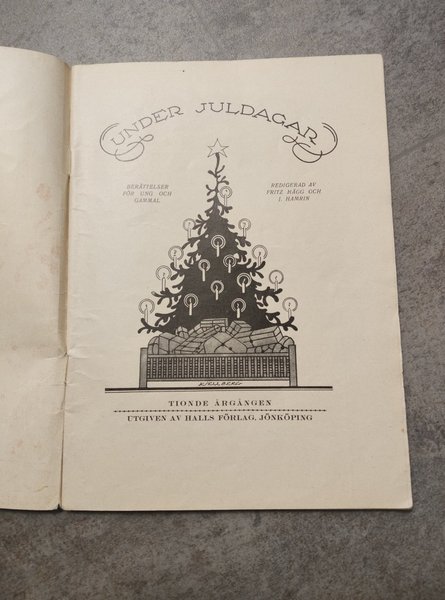 UNDER JULDAGAR
BERÄTTELSER
FÖR UNG OCH
GAMMAL
REDIGERAD AV
FRITZ HÄGG OCH
I. HAMRIN
KJELLBERG
TIONDE ÅRGÅNGEN
UTGIVEN AV HALLS FÖRLAG, JÖNKÖPING